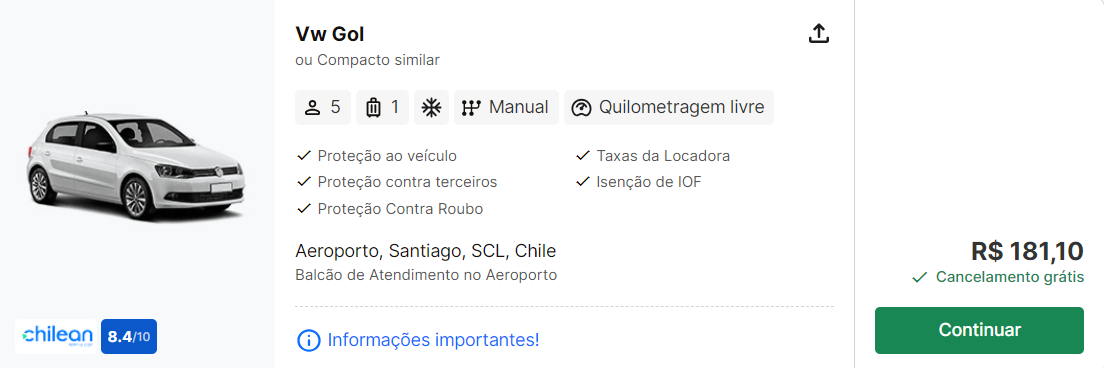 Vw Gol
ou Compacto similar
5
1
Manual
Quilometragem livre
Proteção ao veículo
Taxas da Locadora
Proteção contra terceiros
Isenção de IOF
Proteção Contra Roubo
Aeroporto, Santiago, SCL, Chile
Balcão de Atendimento no Aeroporto
R$ 181,10
Cancelamento grátis
chilean
8.4/10
Informações importantes!
Continuar